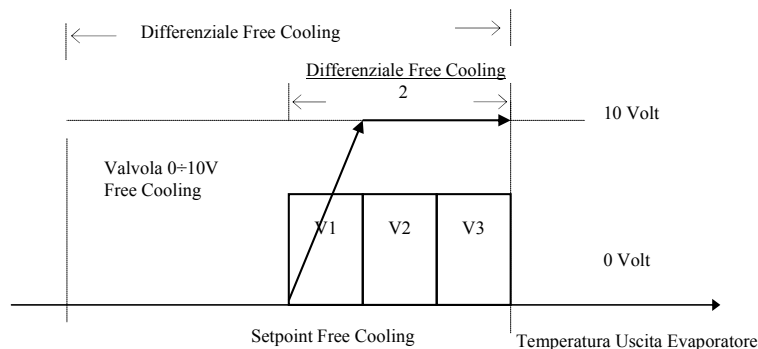 Differenziale Free Cooling
Differenziale Free Cooling
2
10 Volt
Valvola 0÷10V
Free Cooling
V1
V2
V3
0 Volt
Setpoint Free Cooling
Temperatura Uscita Evaporatore